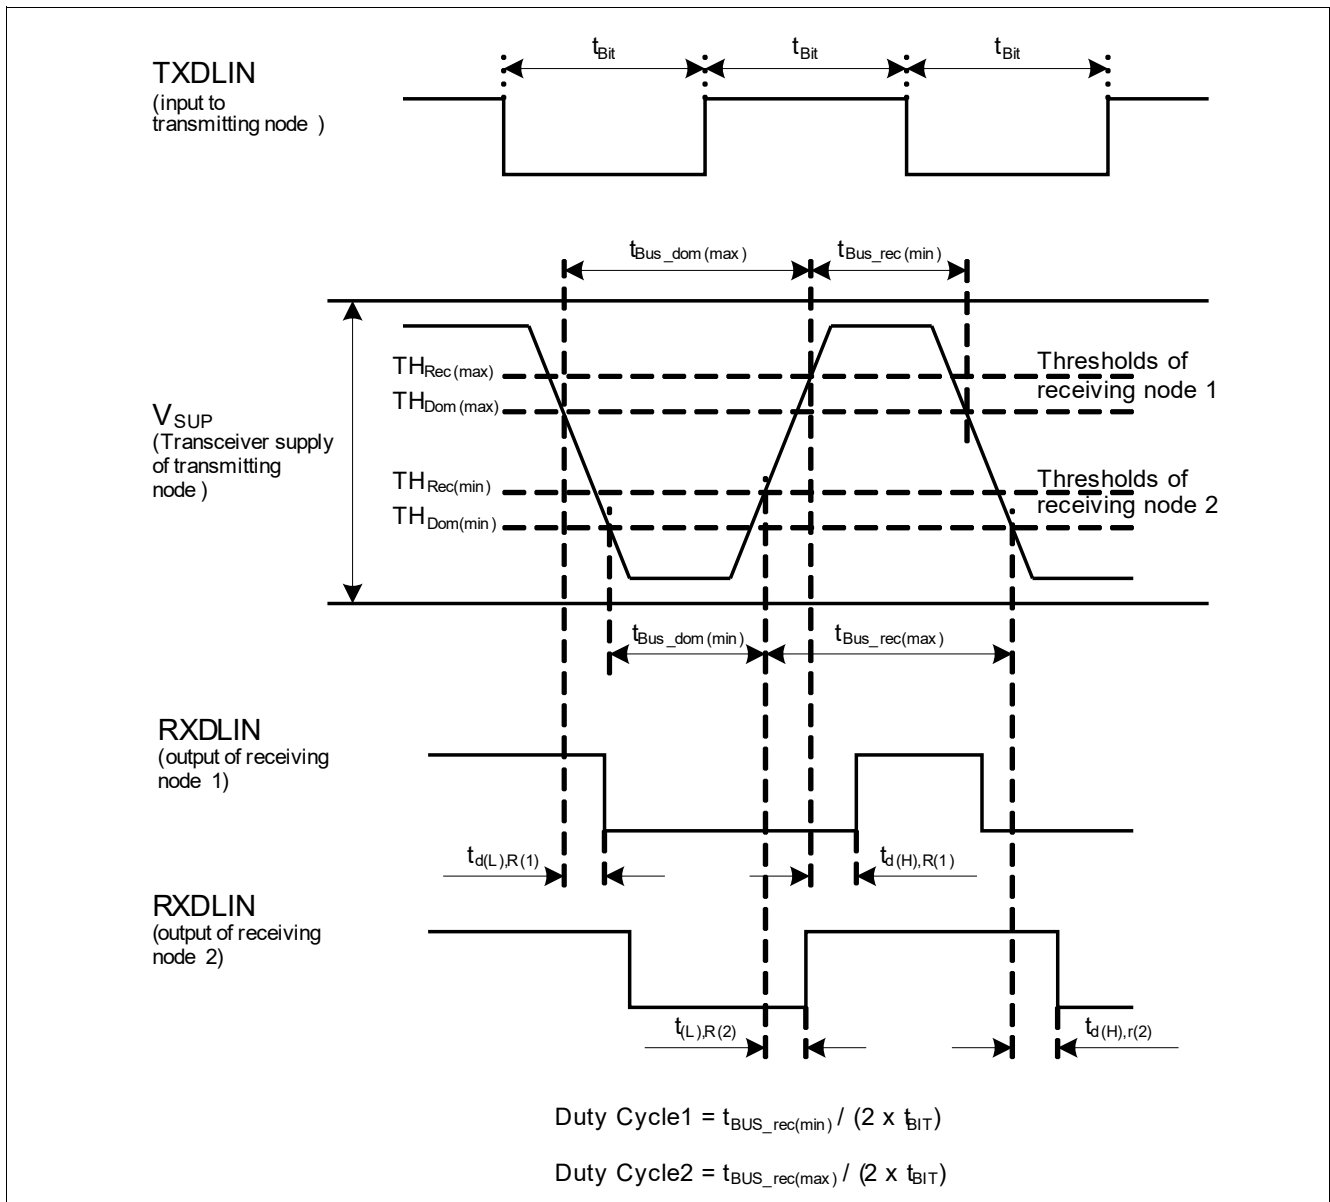 TXDLIN
(input to
transmitting node )
tBit
tBit
tBit
tBus_dom(max)
tBus_rec(min)
VSUP
(Transceiver supply
of transmitting
node )
THRec(max)
THDom(max)
THRec(min)
THDom(min)
Thresholds of
receiving node 1
Thresholds of
receiving node 2
tBus_dom(min)
tBus_rec(max)
RXDLIN
(output of receiving
node 1)
td(L),R(1)
td(H),R(1)
RXDLIN
(output of receiving
node 2)
t(L),R(2)
td(H),r(2)
Duty Cycle1 = tBUS_rec(min) / (2 x tBIT)
Duty Cycle2 = tBUS_rec(max) / (2 x tBIT)